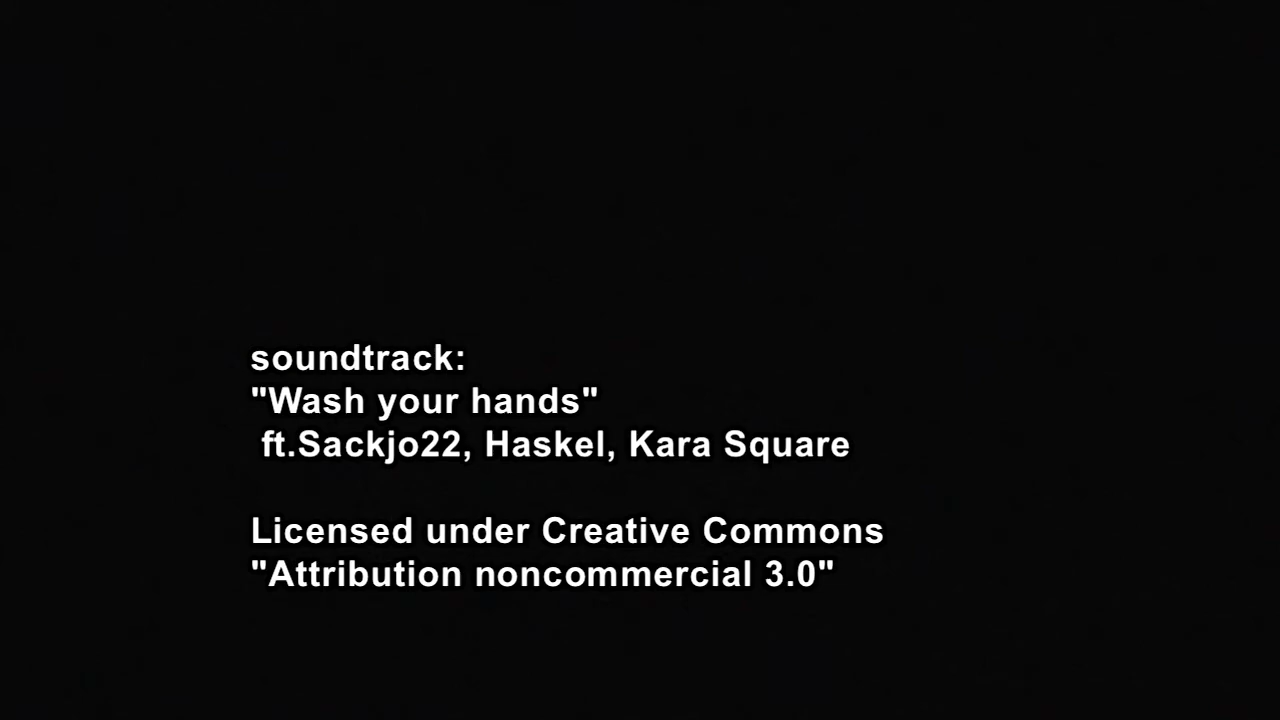 soundtrack:
"Wash your hands"
ft.Sackjo22, Haskel, Kara Square
Licensed under Creative Commons
"Attribution noncommercial 3.0"